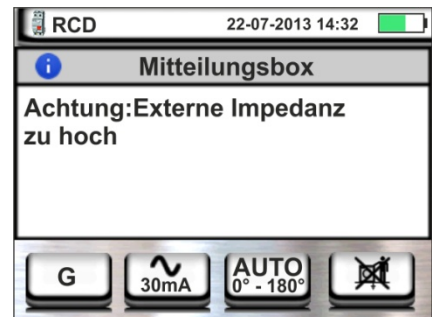 RCD
22-07-2013 14:32
Mitteilungsbox
Achtung:Externe Impedanz
zu hoch
G
30mA
AUTO
0° - 180°